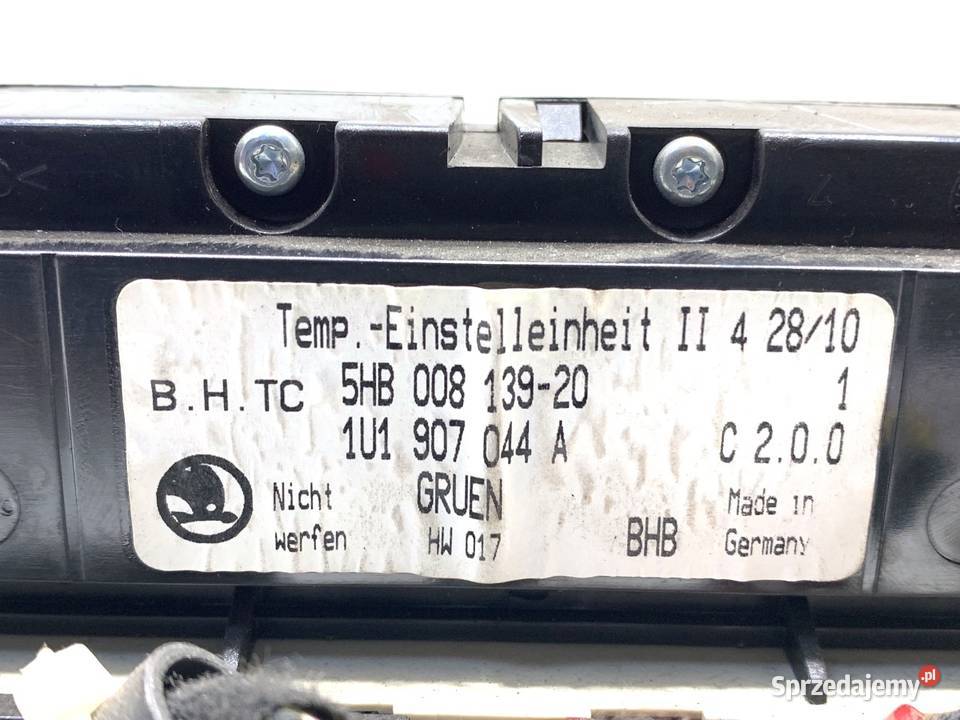 Temp.-Einstelleinheit II 4 28/10
B.H.TC 5HB 008 139-20 1
1U1 907 044 A C 2.0.0
Nicht GRUEN Made in
werfen HW 017 BHB Germany
Sprzedajemy.pl